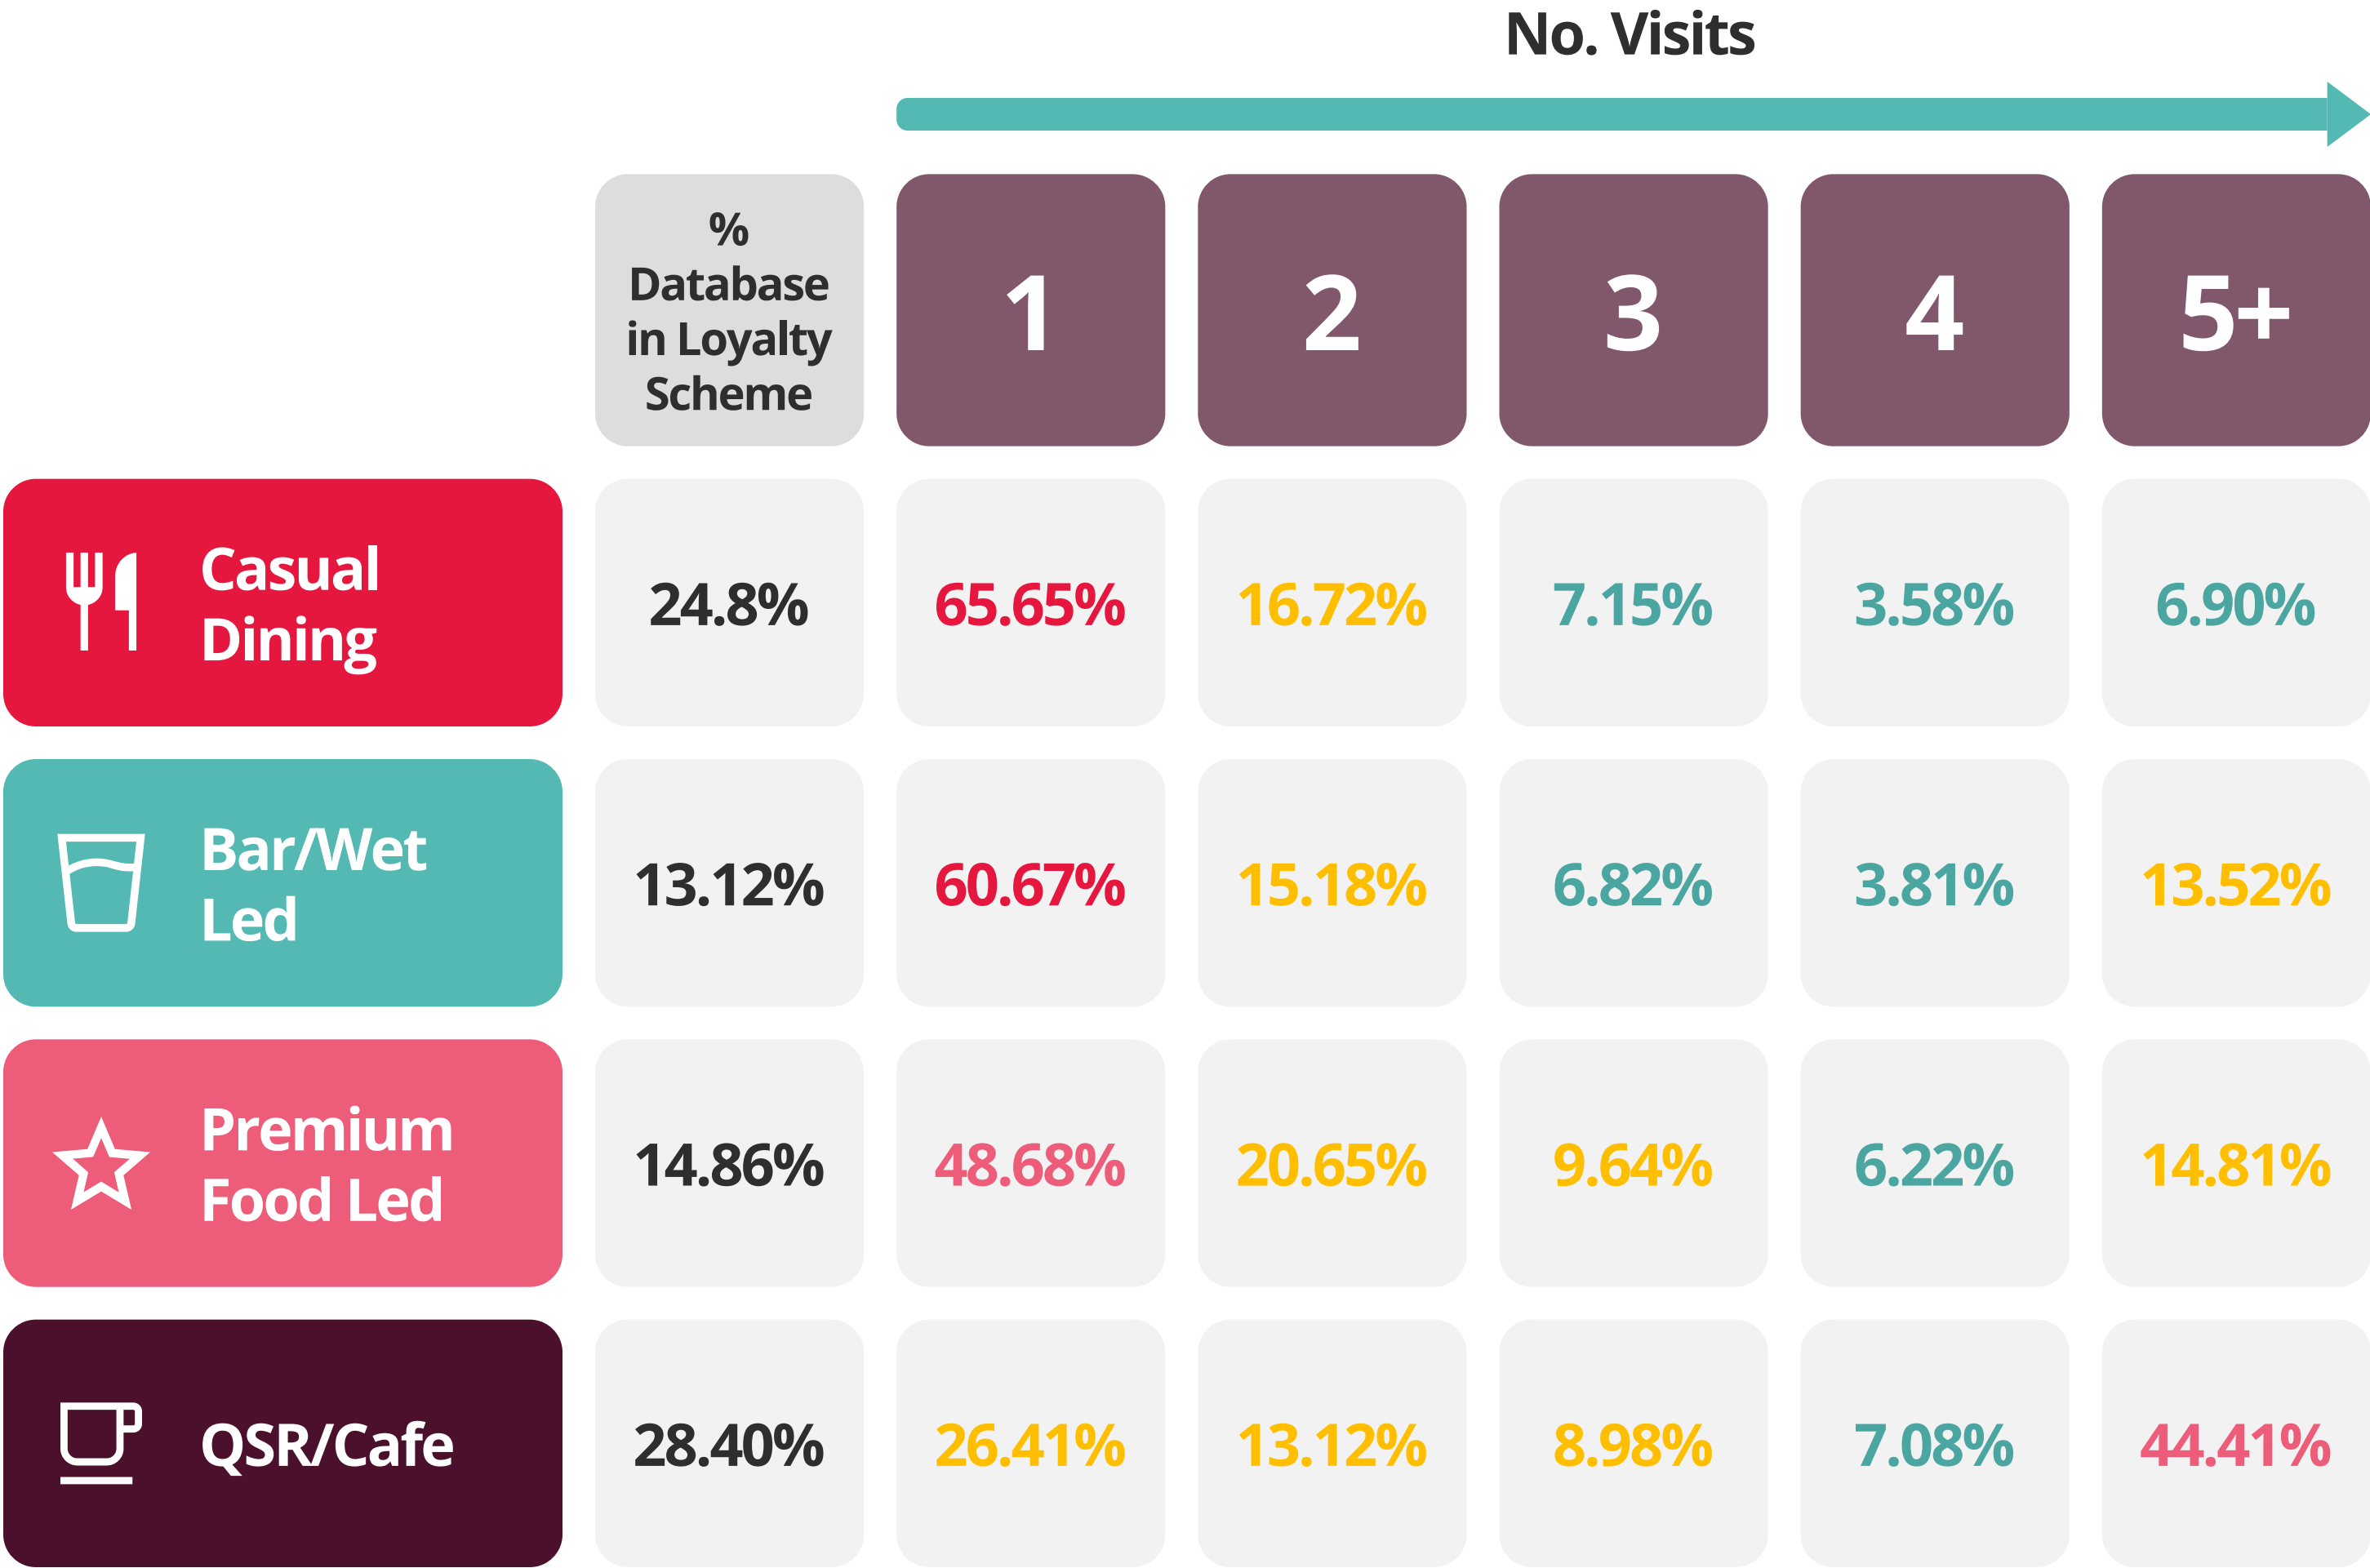 No. Visits
%
Database
in Loyalty
Scheme
1
2
3
4
5+
Casual
Dining
24.8%
65.65%
16.72%
7.15%
3.58%
6.90%
Bar/Wet
Led
13.12%
60.67%
15.18%
6.82%
3.81%
13.52%
Premium
Food Led
14.86%
48.68%
20.65%
9.64%
6.22%
14.81%
QSR/Cafe
28.40%
26.41%
13.12%
8.98%
7.08%
44.41%